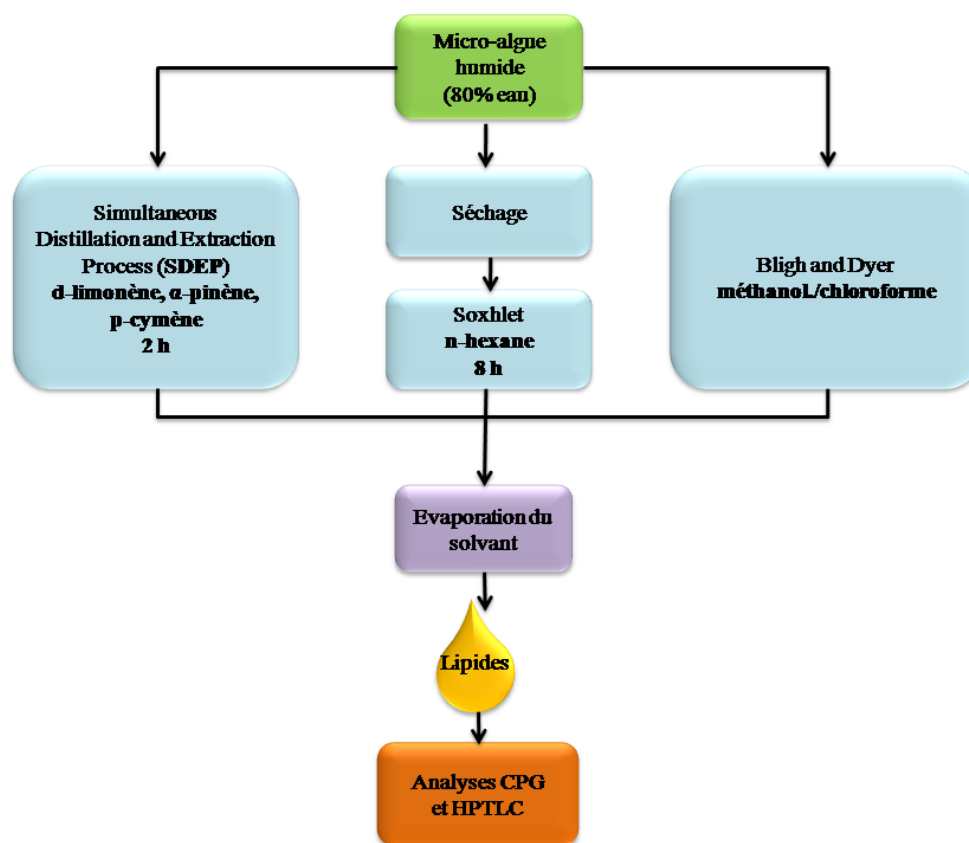 Micro-algue
humide
(80% eau)
Simultaneous
Distillation and Extraction
Process (SDEP)
d-limonène, α-pinène,
p-cymène
2 h
Séchage
Soxhlet
n-hexane
8 h
Bligh and Dyer
méthanol/chloroforme
Evaporation du
solvant
Lipides
Analyses CPG
et HPTLC